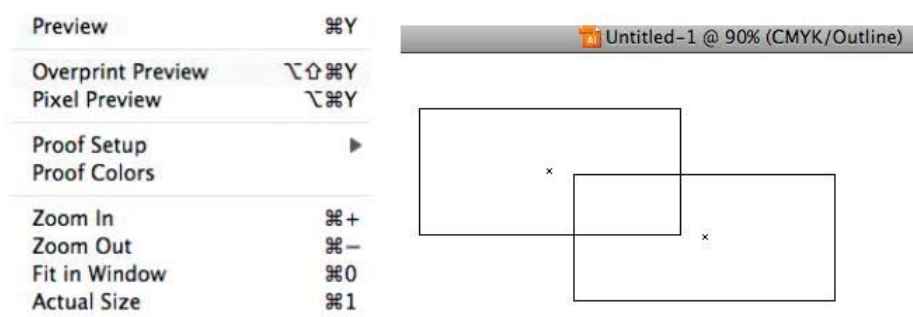 Preview ⌘Y
Overprint Preview ⌥⇧⌘Y
Pixel Preview ⌥⌘Y
Proof Setup ▶
Proof Colors
Zoom In ⌘+
Zoom Out ⌘−
Fit in Window ⌘0
Actual Size ⌘1
Ai Untitled-1 @ 90% (CMYK/Outline)